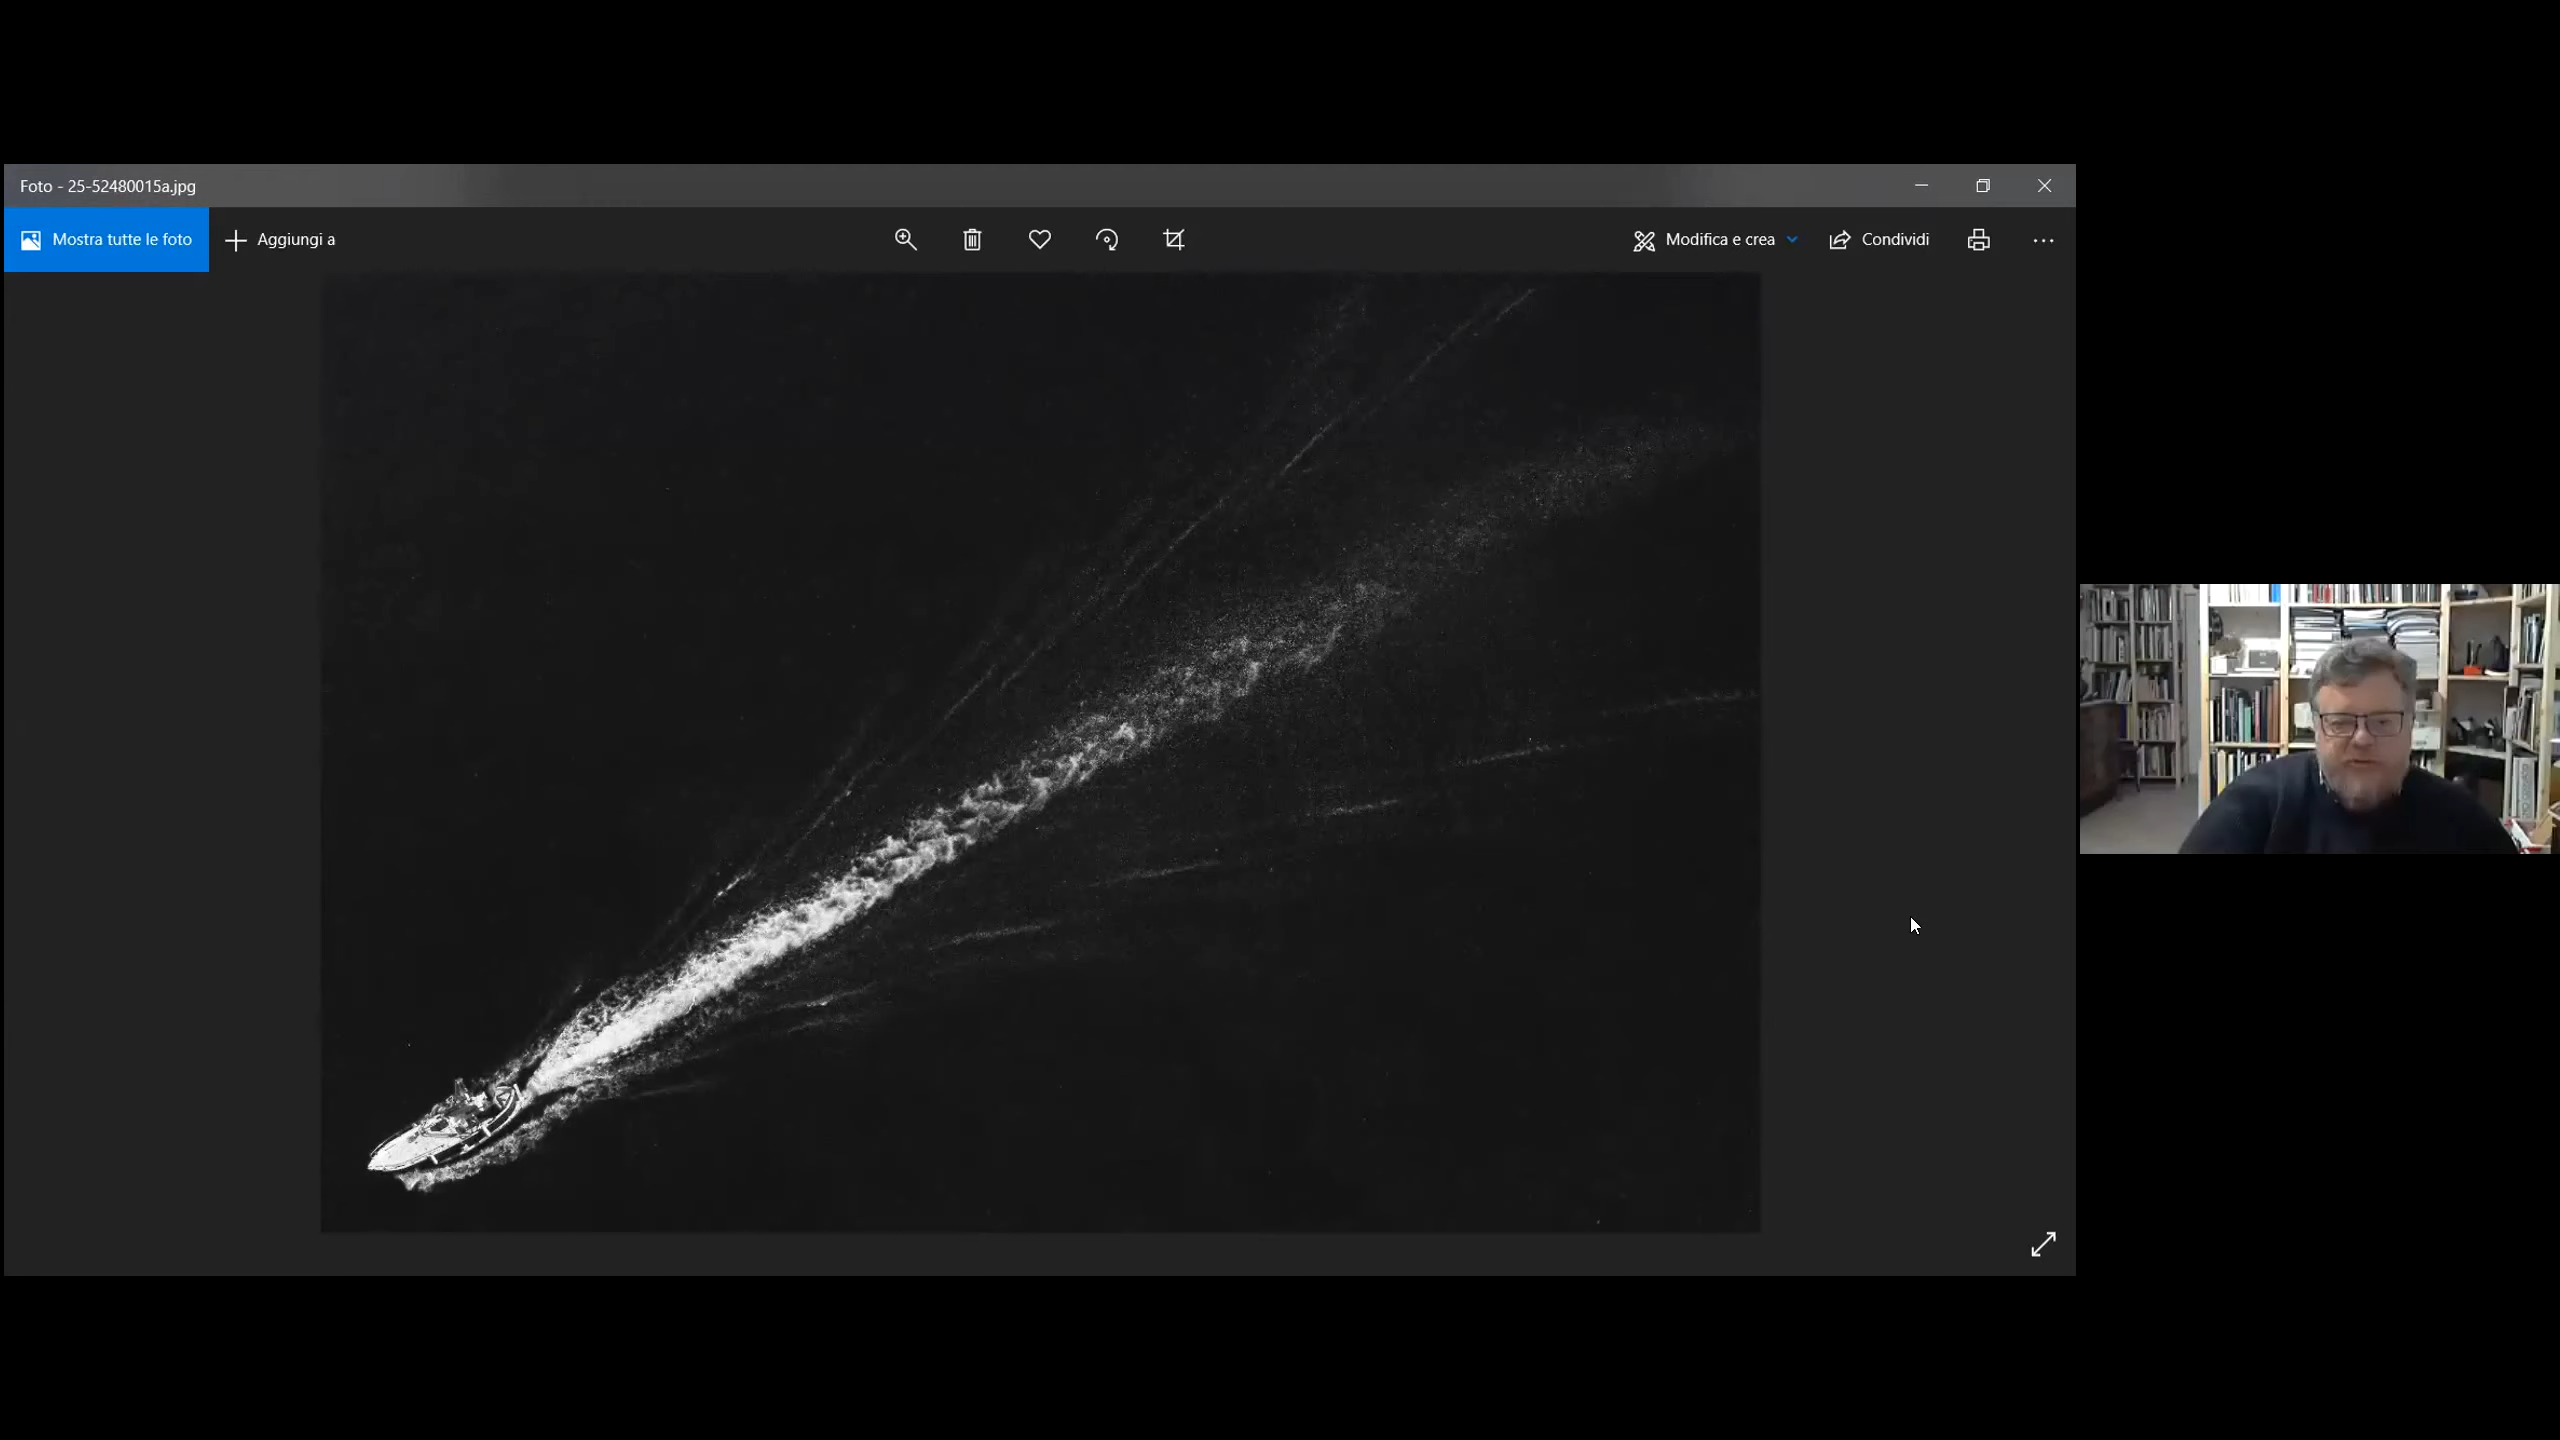 Foto - 25-52480015a.jpg
Mostra tutte le foto
Aggiungi a
Modifica e crea
Condividi